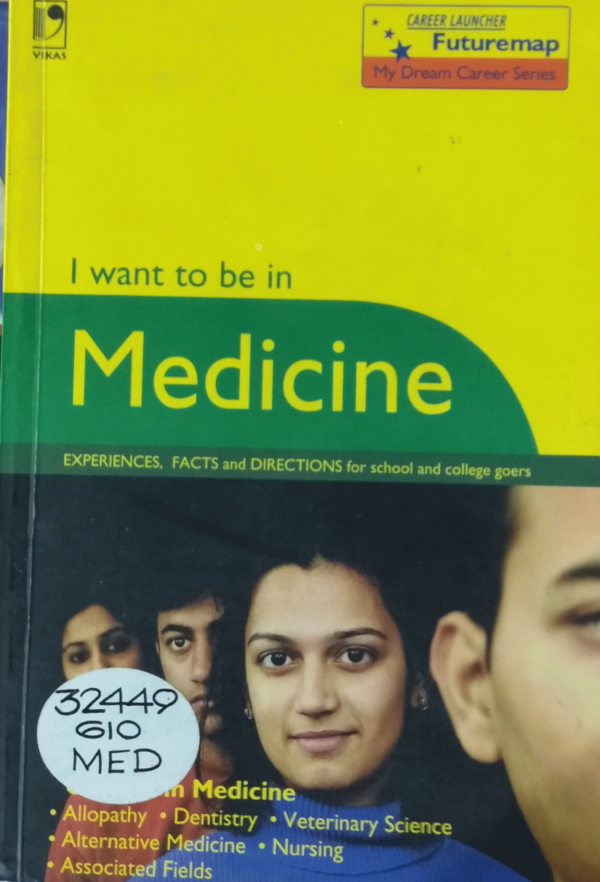 VIKAS
CAREER LAUNCHER
Futuremap
My Dream Career Series
I want to be in
Medicine
EXPERIENCES, FACTS and DIRECTIONS for school and college goers
32449
610
MED
in Medicine
• Allopathy • Dentistry • Veterinary Science
• Alternative Medicine • Nursing
• Associated Fields